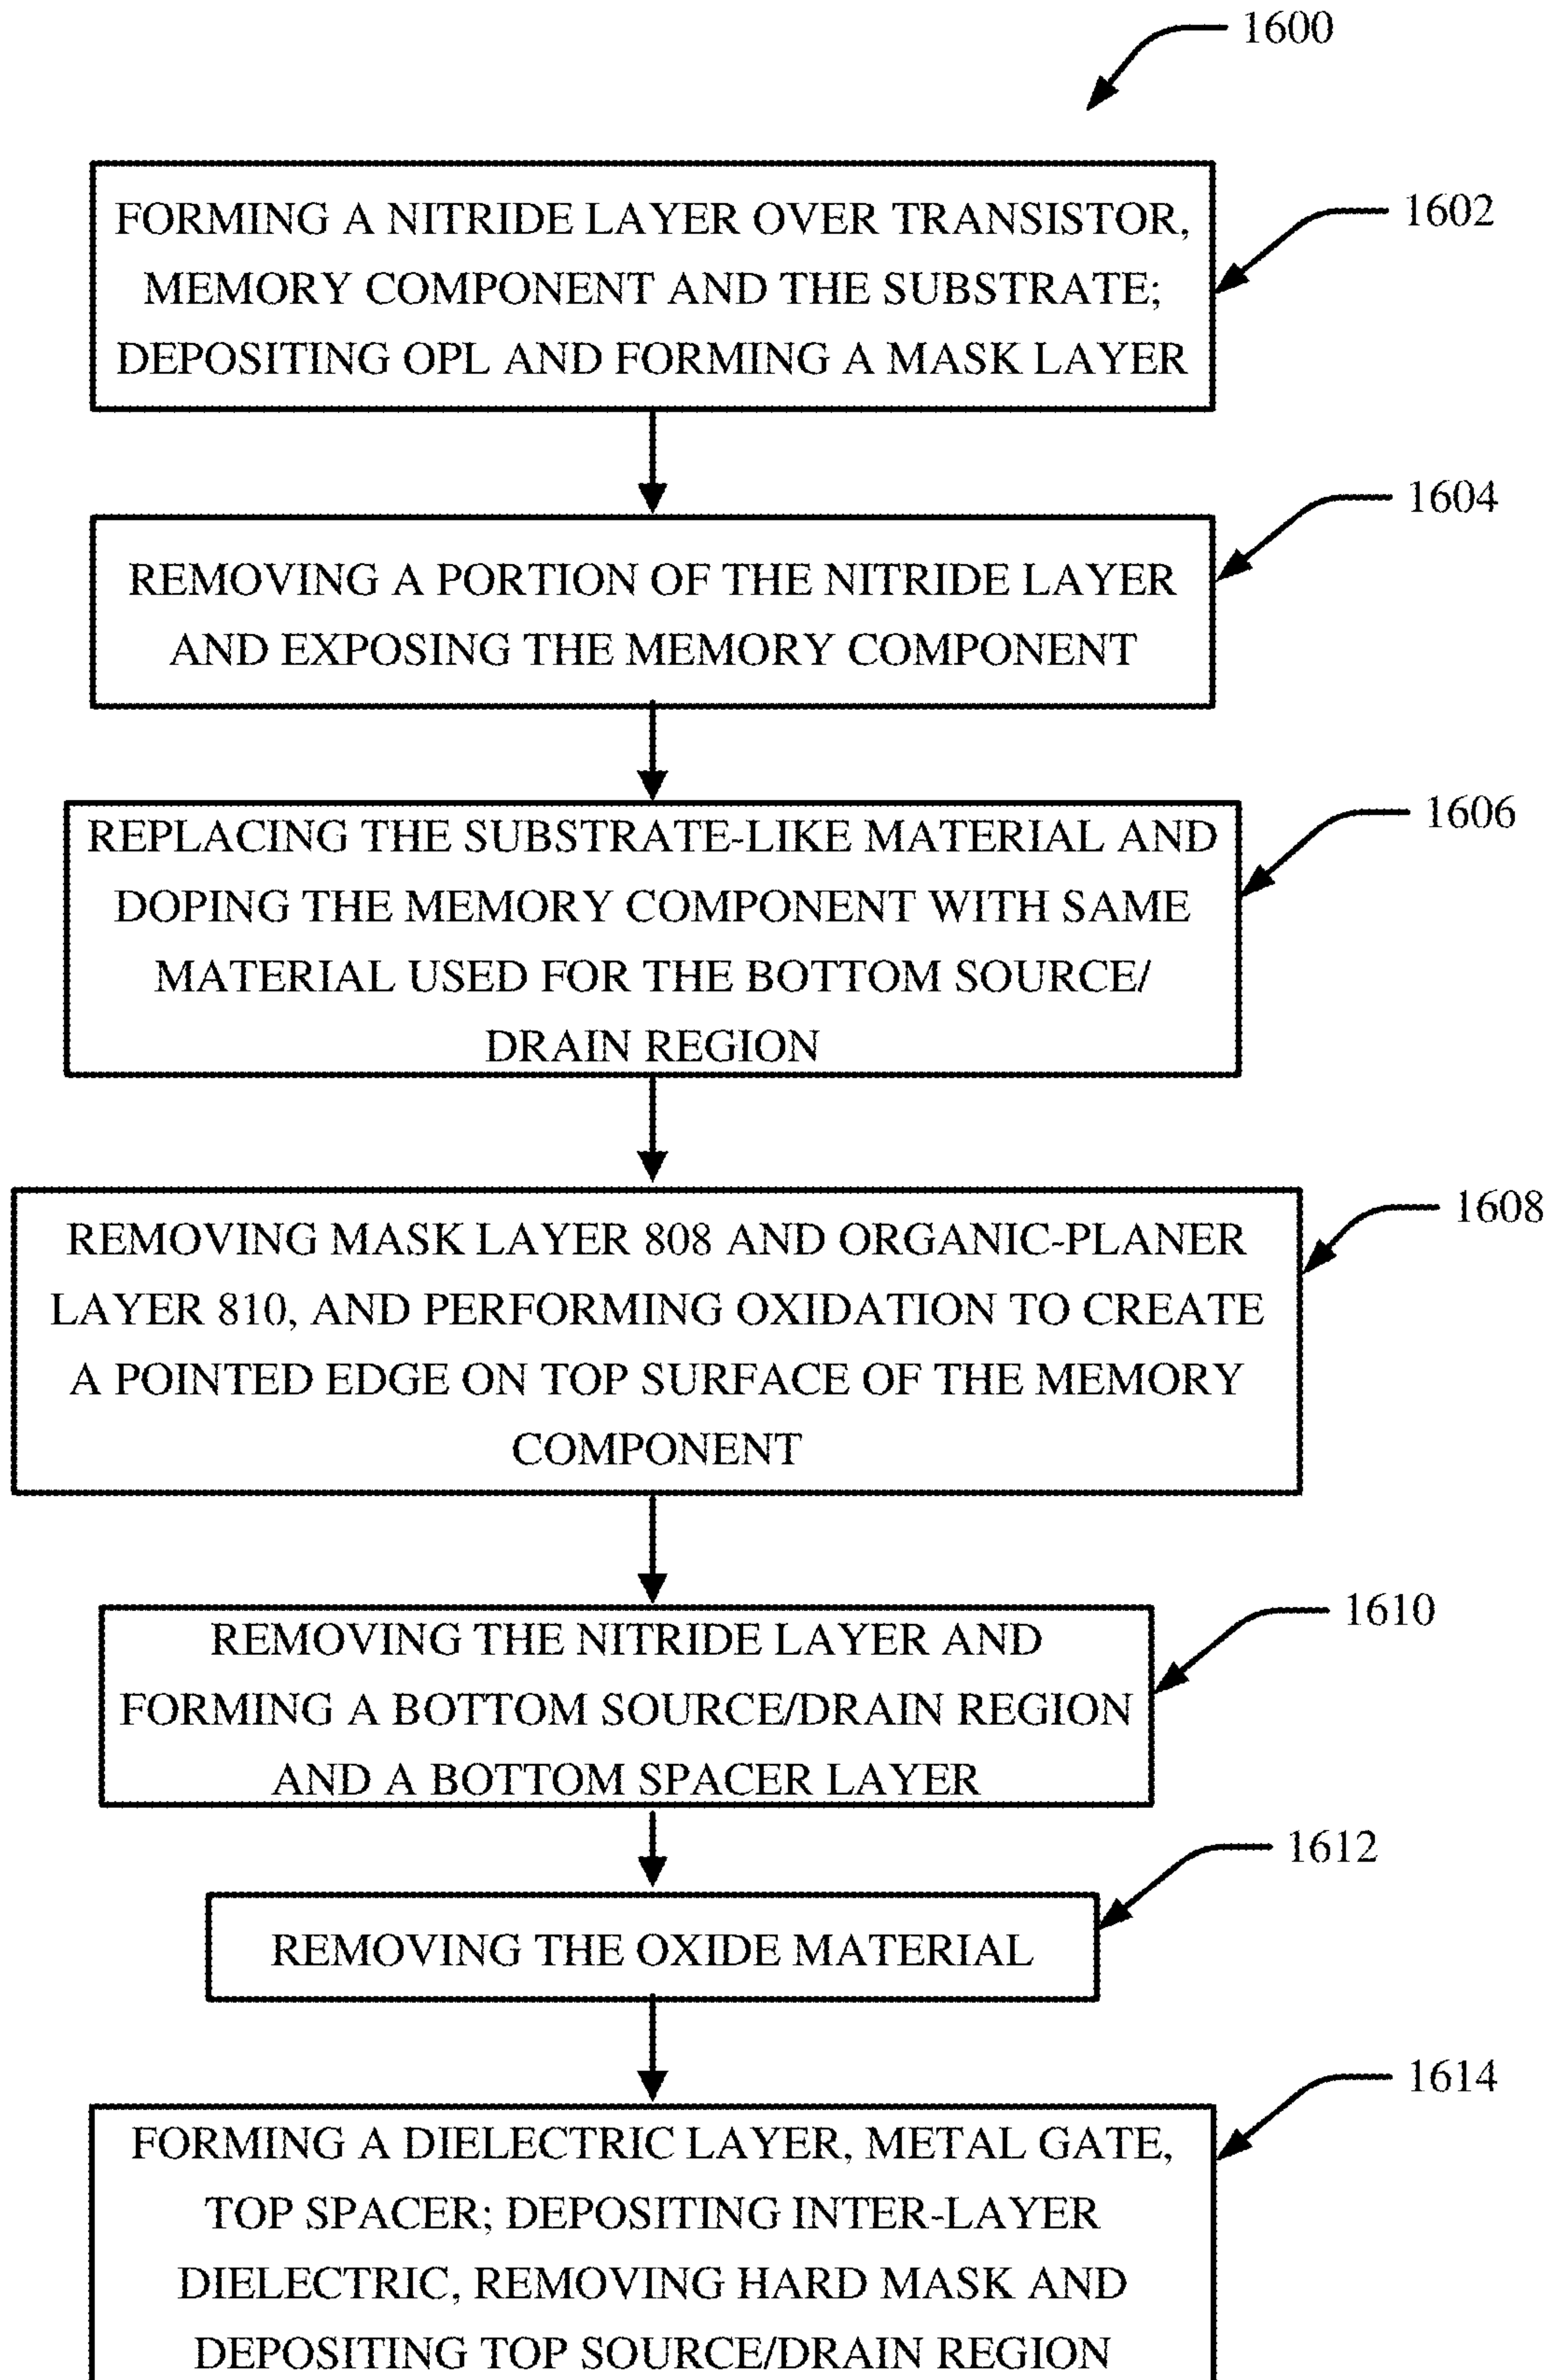 1600
FORMING A NITRIDE LAYER OVER TRANSISTOR,
MEMORY COMPONENT AND THE SUBSTRATE;
DEPOSITING OPL AND FORMING A MASK LAYER
1602
REMOVING A PORTION OF THE NITRIDE LAYER
AND EXPOSING THE MEMORY COMPONENT
1604
REPLACING THE SUBSTRATE-LIKE MATERIAL AND
DOPING THE MEMORY COMPONENT WITH SAME
MATERIAL USED FOR THE BOTTOM SOURCE/
DRAIN REGION
1606
REMOVING MASK LAYER 808 AND ORGANIC-PLANER
LAYER 810, AND PERFORMING OXIDATION TO CREATE
A POINTED EDGE ON TOP SURFACE OF THE MEMORY
COMPONENT
1608
REMOVING THE NITRIDE LAYER AND
FORMING A BOTTOM SOURCE/DRAIN REGION
AND A BOTTOM SPACER LAYER
1610
REMOVING THE OXIDE MATERIAL
1612
FORMING A DIELECTRIC LAYER, METAL GATE,
TOP SPACER; DEPOSITING INTER-LAYER
DIELECTRIC, REMOVING HARD MASK AND
DEPOSITING TOP SOURCE/DRAIN REGION
1614